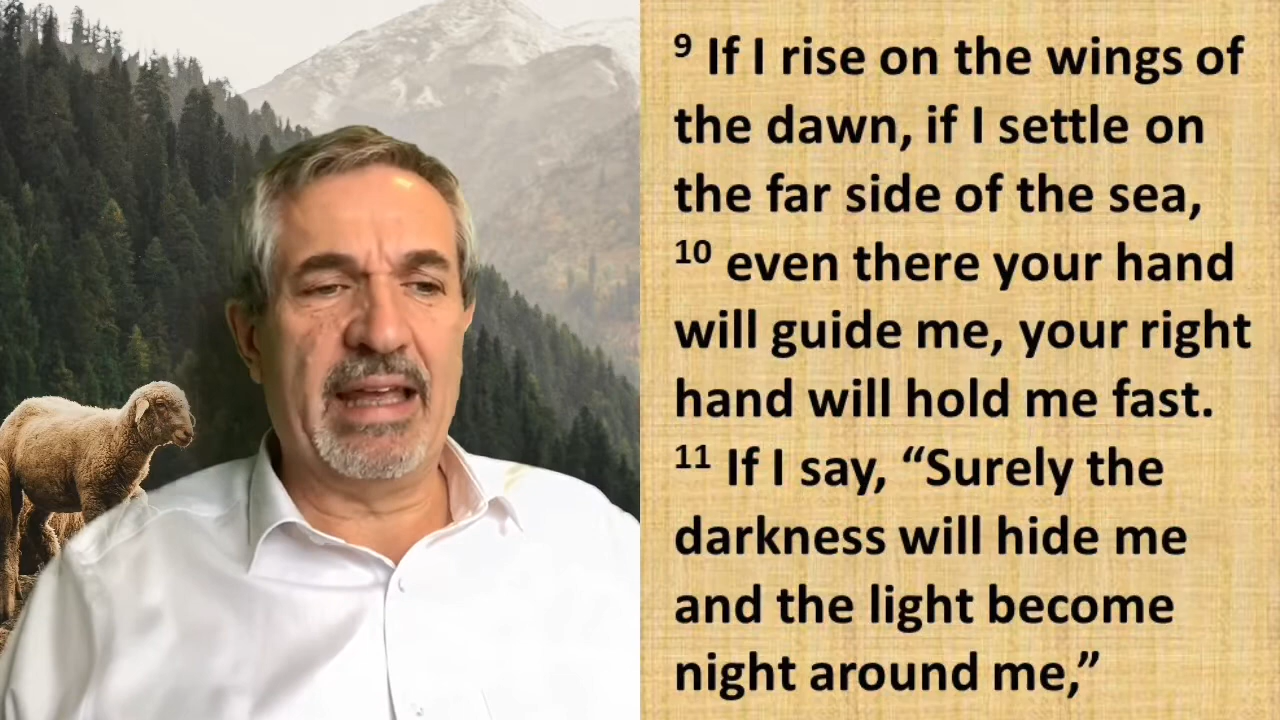 9 If I rise on the wings of
the dawn, if I settle on
the far side of the sea,
10 even there your hand
will guide me, your right
hand will hold me fast.
11 If I say, “Surely the
darkness will hide me
and the light become
night around me,”